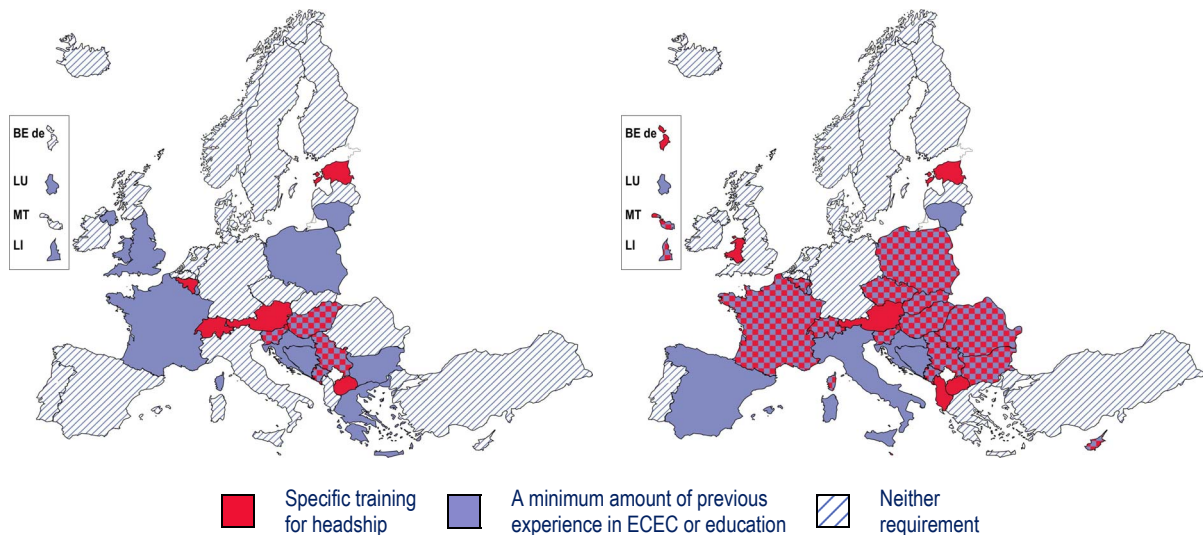 BE de
LU
MT
LI
BE de
LU
MT
LI
Specific training
for headship
A minimum amount of previous
experience in ECEC or education
Neither
requirement